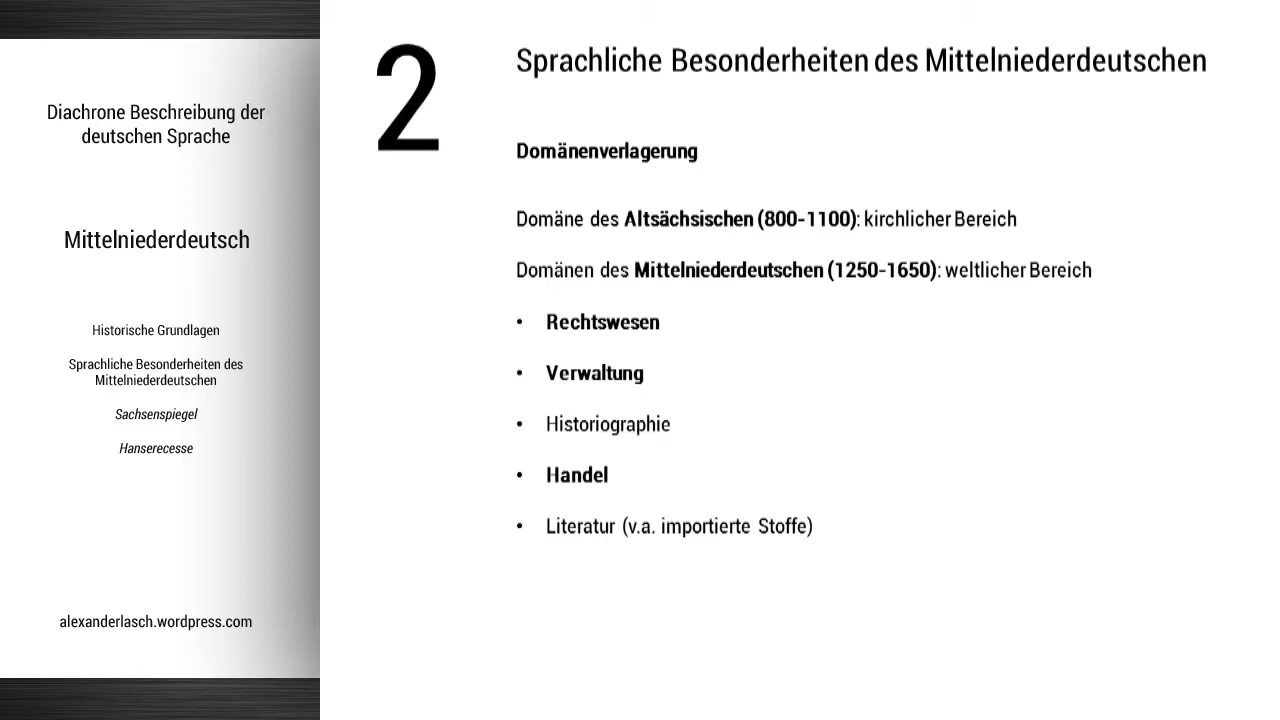 Diachrone Beschreibung der
deutschen Sprache
Mittelniederdeutsch
Historische Grundlagen
Sprachliche Besonderheiten des
Mittelniederdeutschen
Sachsenspiegel
Hanserecesse
alexanderlasch.wordpress.com
2
Sprachliche Besonderheiten des Mittelniederdeutschen
Domänenverlagerung
Domäne des Altsächsischen (800-1100): kirchlicher Bereich
Domänen des Mittelniederdeutschen (1250-1650): weltlicher Bereich
• Rechtswesen
• Verwaltung
• Historiographie
• Handel
• Literatur (v.a. importierte Stoffe)